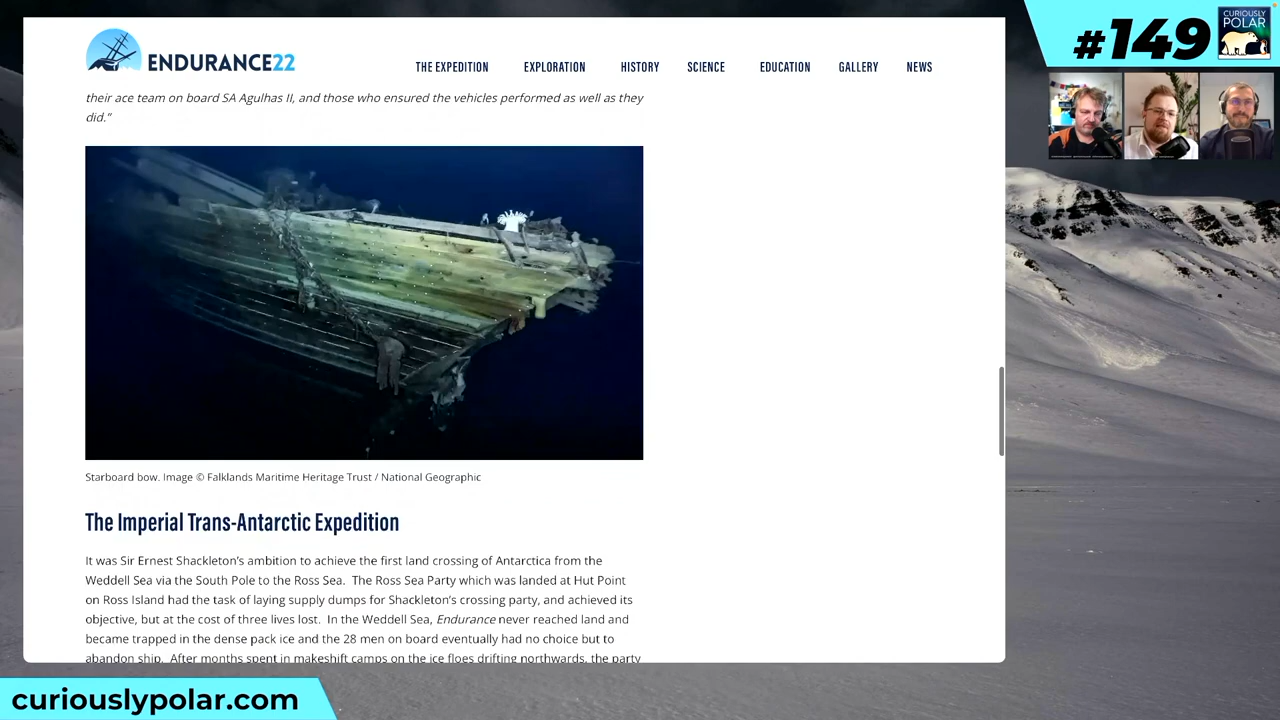 ENDURANCE22
THE EXPEDITION EXPLORATION HISTORY SCIENCE EDUCATION GALLERY NEWS
#149
CURIOUSLY
POLAR
their ace team on board SA Agulhas II, and those who ensured the vehicles performed as well as they
did.”
Starboard bow. Image © Falklands Maritime Heritage Trust / National Geographic
The Imperial Trans-Antarctic Expedition
It was Sir Ernest Shackleton’s ambition to achieve the first land crossing of Antarctica from the
Weddell Sea via the South Pole to the Ross Sea. The Ross Sea Party which was landed at Hut Point
on Ross Island had the task of laying supply dumps for Shackleton’s crossing party, and achieved its
objective, but at the cost of three lives lost. In the Weddell Sea, Endurance never reached land and
became trapped in the dense pack ice and the 28 men on board eventually had no choice but to
abandon ship. After months spent in makeshift camps on the ice floes drifting northwards, the party
curiouslypolar.com